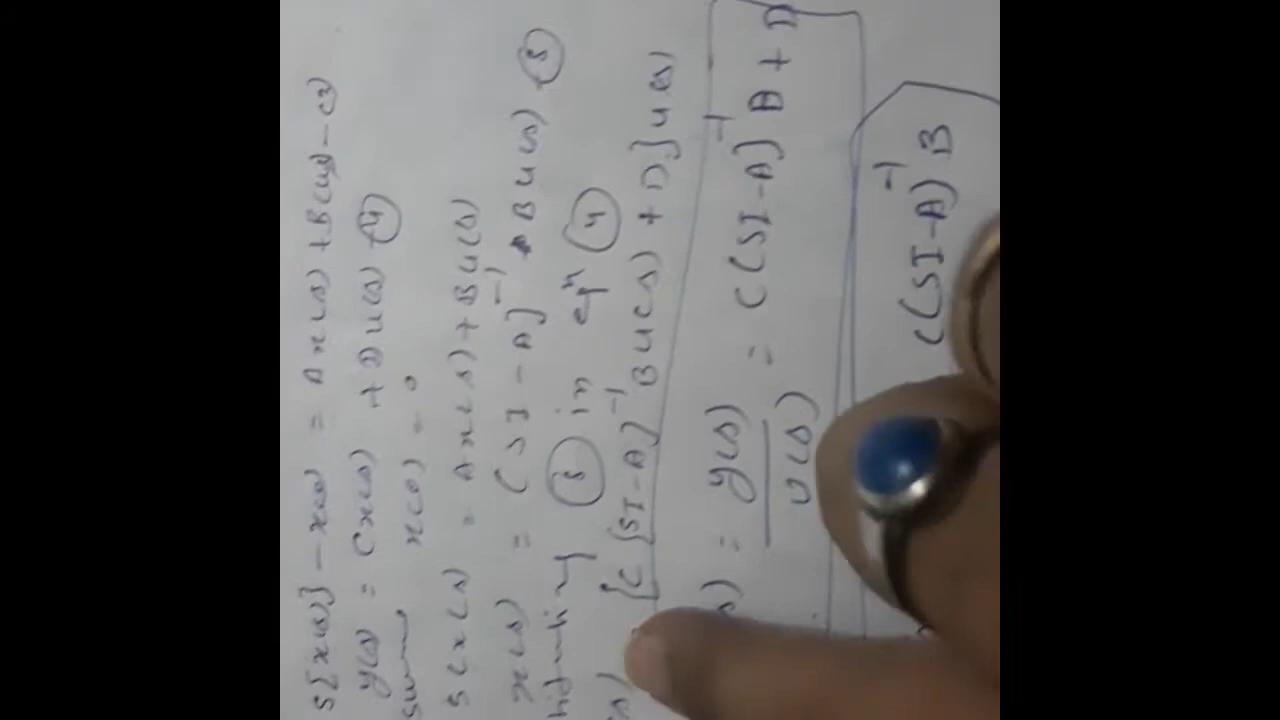 S[x(s)] - x(0) = A x(s) + B U(s) - (3)
y(s) = C x(s) + D U(s) - (4)
x(0) = 0
S(x(s) = A x(s) + B U(s)
x(s) = (SI - A]⁻¹ B U(s) - (5)
(5) in eqⁿ (4)
[C [SI - A]⁻¹ B U(s) + D] U(s)
s) = y(s)/U(s) = C (SI - A]⁻¹ B + D
C(SI - A)⁻¹ B